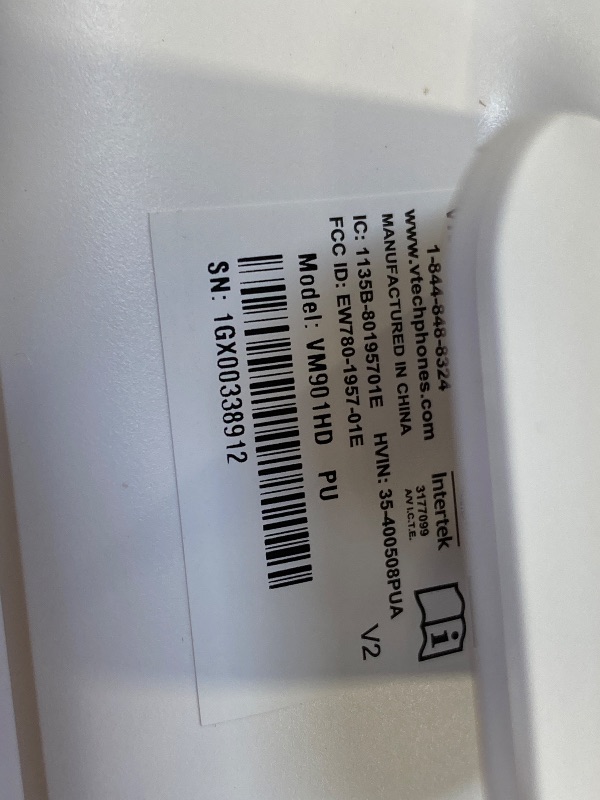 1-844-848-8324
www.vtechphones.com
MANUFACTURED IN CHINA
IC: 1135B-80195701E HVIN: 35-400508PUA
FCC ID: EW780-1957-01E
Intertek
3177099
A/V I.C.T.E.
i
V2
Model: VM901HD PU
SN: 1GX00338912